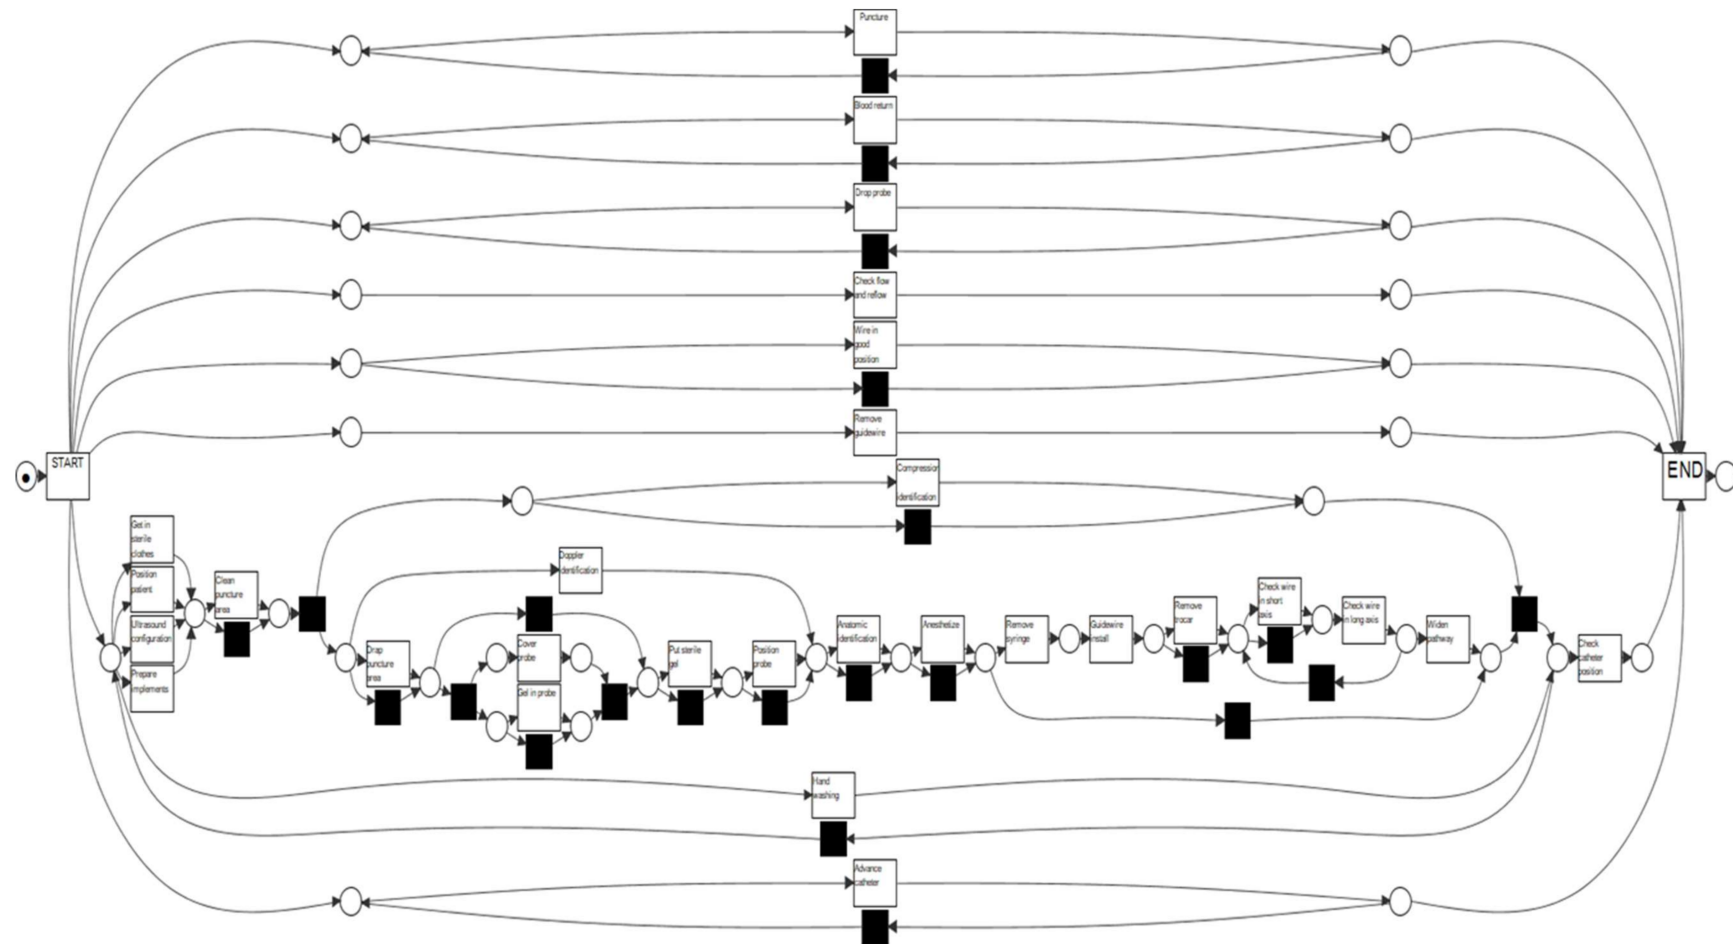 Puncture
Blood return
Drop probe
Check flow
and reflow
Wire in
good
position
Remove
guidewire
START
END
Compression
identification
Get in
sterile
clothes
Position
patient
Ultrasound
configuration
Prepare
implements
Clean
puncture
area
Doppler
identification
Drap
puncture
area
Cover
probe
Gel in probe
Put sterile
gel
Position
probe
Anatomic
identification
Anesthetize
Remove
syringe
Guidewire
install
Remove
trocar
Check wire
in short
axis
Check wire
in long axis
Widen
pathway
Check
catheter
position
Hand
washing
Advance
catheter